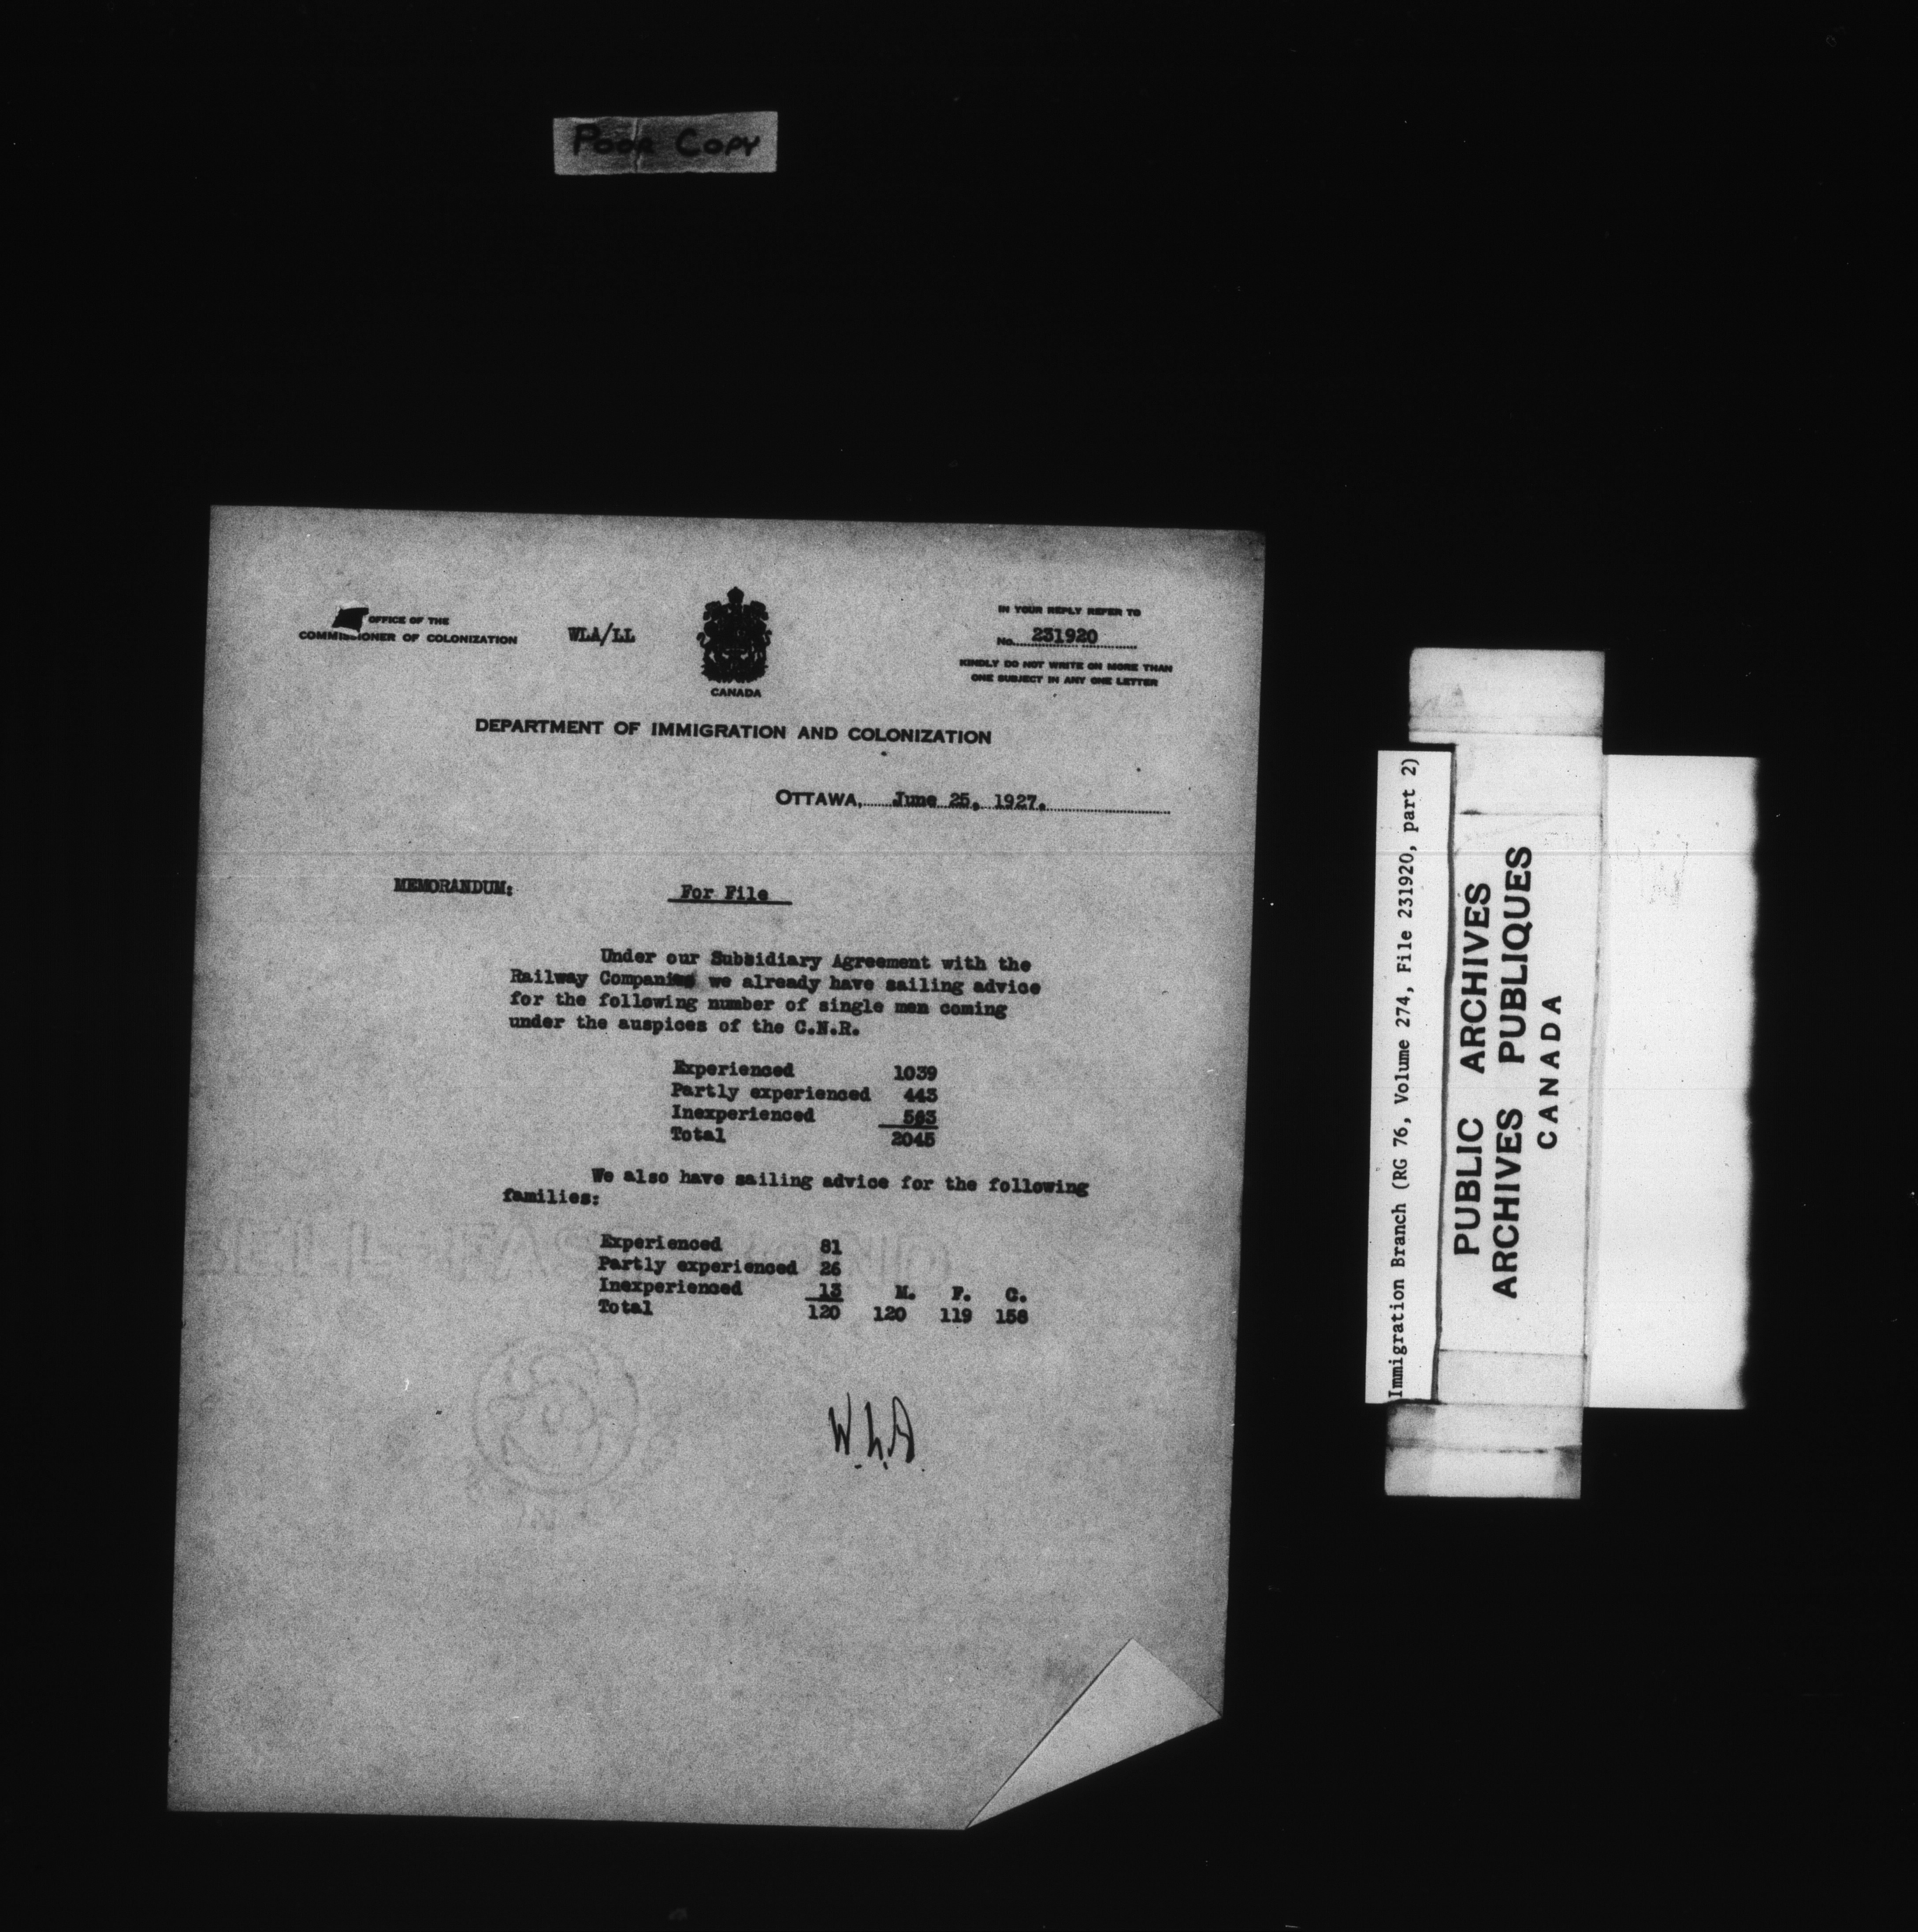 POOR COPY
OFFICE OF THE
COMMISSIONER OF COLONIZATION
WLA/LL
CANADA
IN YOUR REPLY REFER TO
No. 231920
KINDLY DO NOT WRITE ON MORE THAN
ONE SUBJECT IN ANY ONE LETTER
DEPARTMENT OF IMMIGRATION AND COLONIZATION
OTTAWA, June 25, 1927.
MEMORANDUM: For File
Under our Subsidiary Agreement with the
Railway Companies we already have sailing advice
for the following number of single men coming
under the auspices of the C.N.R.
Experienced 1039
Partly experienced 443
Inexperienced 563
Total 2045
We also have sailing advice for the following
families:
Experienced 81
Partly experienced 26
Inexperienced 13 M. F. C.
Total 120 120 119 158
W.L.A.
Immigration Branch (RG 76, Volume 274, File 231920, part 2)
PUBLIC ARCHIVES
ARCHIVES PUBLIQUES
CANADA